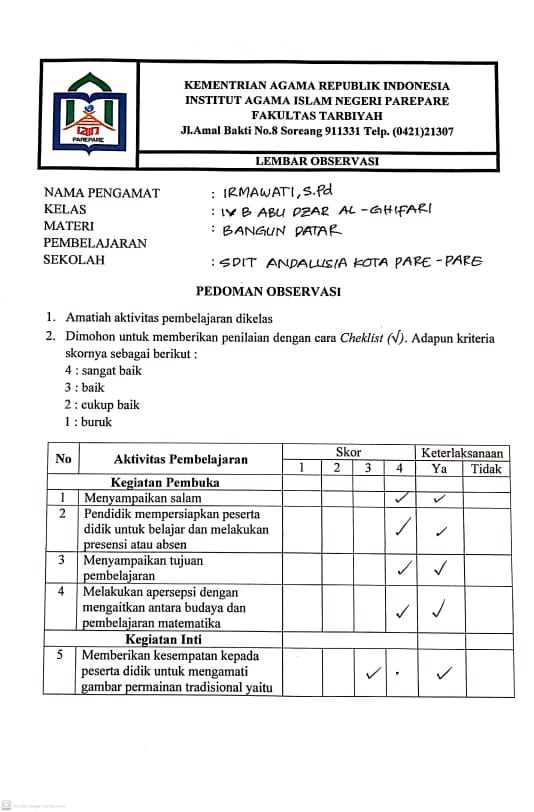 KEMENTRIAN AGAMA REPUBLIK INDONESIA
INSTITUT AGAMA ISLAM NEGERI PAREPARE
FAKULTAS TARBIYAH
Jl.Amal Bakti No.8 Soreang 911331 Telp. (0421)21307
IAIN
PAREPARE
LEMBAR OBSERVASI
NAMA PENGAMAT : IRMAWATI, S.Pd
KELAS : IV B ABU DZAR AL-GHIFARI
MATERI : BANGUN DATAR
PEMBELAJARAN
SEKOLAH : SDIT ANDALUSIA KOTA PARE-PARE
PEDOMAN OBSERVASI
1. Amatiah aktivitas pembelajaran dikelas
2. Dimohon untuk memberikan penilaian dengan cara Cheklist (√). Adapun kriteria
skornya sebagai berikut :
4 : sangat baik
3 : baik
2 : cukup baik
1 : buruk
No Aktivitas Pembelajaran Skor Keterlaksanaan
1 2 3 4 Ya Tidak
Kegiatan Pembuka
1 Menyampaikan salam ✓ ✓
2 Pendidik mempersiapkan peserta
didik untuk belajar dan melakukan ✓ ✓
presensi atau absen
3 Menyampaikan tujuan ✓ ✓
pembelajaran
4 Melakukan apersepsi dengan
mengaitkan antara budaya dan ✓ ✓
pembelajaran matematika
Kegiatan Inti
5 Memberikan kesempatan kepada
peserta didik untuk mengamati ✓ ✓
gambar permainan tradisional yaitu